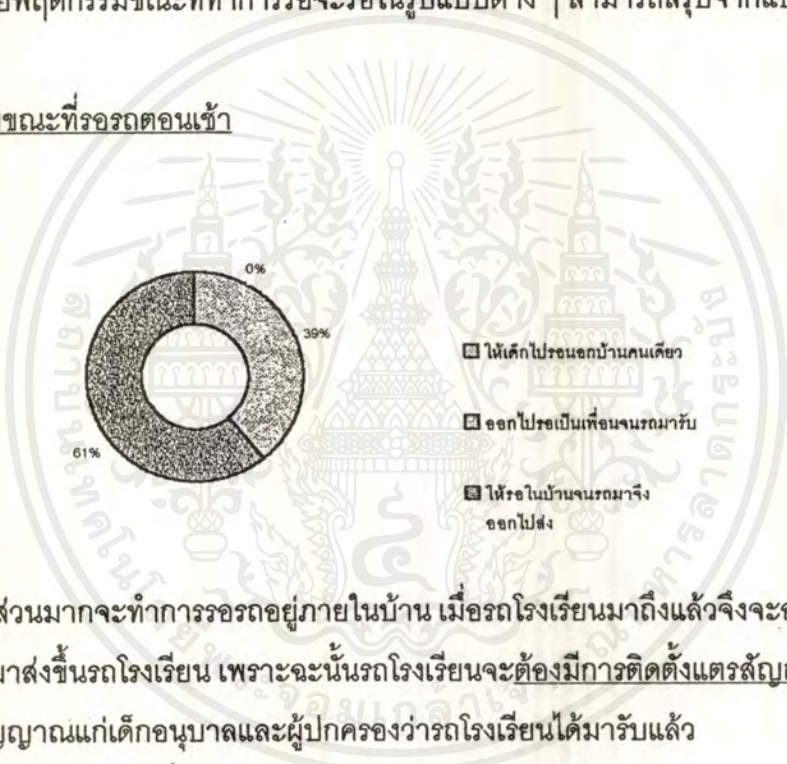 ขณะที่รอรถตอนเช้า
0%
39%
61%
ให้เด็กไปรอนอกบ้านคนเดียว
ออกไปรอเป็นเพื่อนจนรถมารับ
ให้รอในบ้านจนรถมาจึง
ออกไปส่ง
ส่วนมากจะทำการรอรถอยู่ภายในบ้าน เมื่อรถโรงเรียนมาถึงแล้วจึงจะ
มาส่งขึ้นรถโรงเรียน เพราะฉะนั้นรถโรงเรียนจะต้องมีการติดตั้งแตรสัญ
ญญาณแก่เด็กอนุบาลและผู้ปกครองว่ารถโรงเรียนได้มารับแล้ว